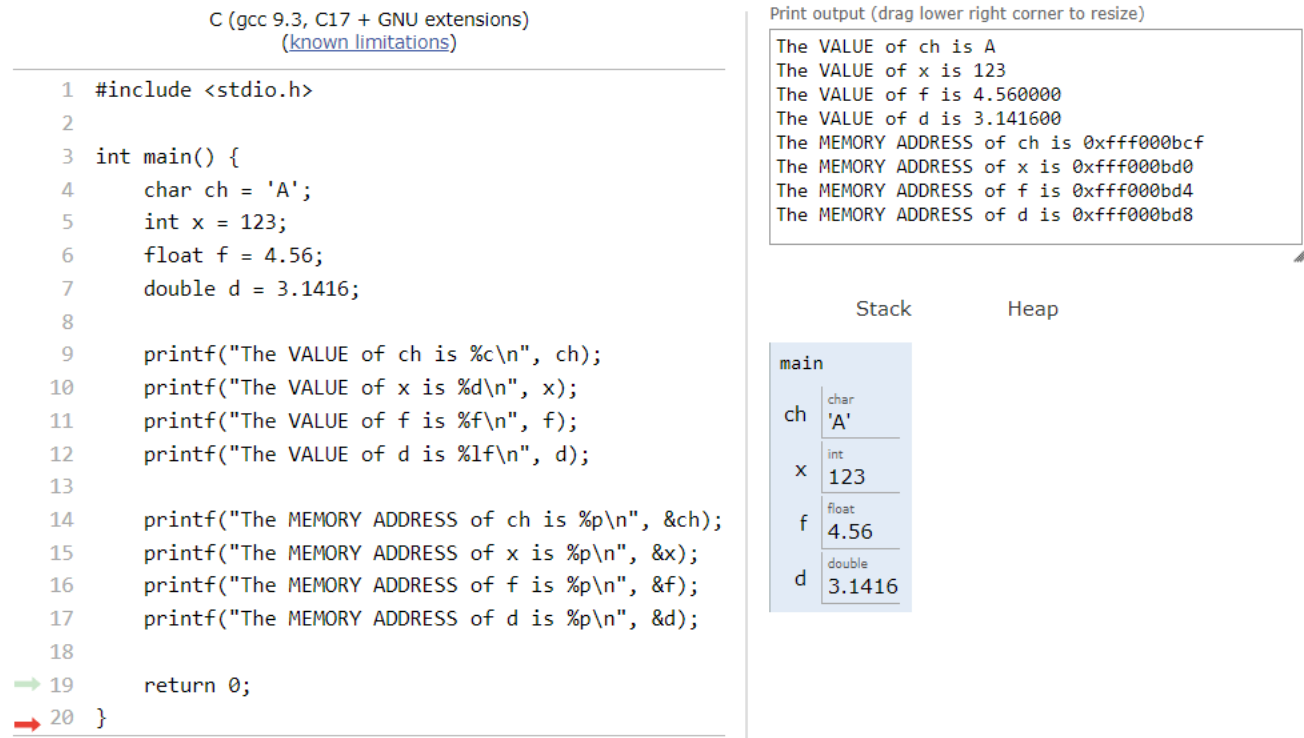 C (gcc 9.3, C17 + GNU extensions)
(known limitations)
1 #include <stdio.h>
2
3 int main() {
4     char ch = 'A';
5     int x = 123;
6     float f = 4.56;
7     double d = 3.1416;
8
9     printf("The VALUE of ch is %c\n", ch);
10     printf("The VALUE of x is %d\n", x);
11     printf("The VALUE of f is %f\n", f);
12     printf("The VALUE of d is %lf\n", d);
13
14     printf("The MEMORY ADDRESS of ch is %p\n", &ch);
15     printf("The MEMORY ADDRESS of x is %p\n", &x);
16     printf("The MEMORY ADDRESS of f is %p\n", &f);
17     printf("The MEMORY ADDRESS of d is %p\n", &d);
18
19     return 0;
20 }
Print output (drag lower right corner to resize)
The VALUE of ch is A
The VALUE of x is 123
The VALUE of f is 4.560000
The VALUE of d is 3.141600
The MEMORY ADDRESS of ch is 0xfff000bcf
The MEMORY ADDRESS of x is 0xfff000bd0
The MEMORY ADDRESS of f is 0xfff000bd4
The MEMORY ADDRESS of d is 0xfff000bd8
Stack Heap
main
char
ch 'A'
int
x 123
float
f 4.56
double
d 3.1416